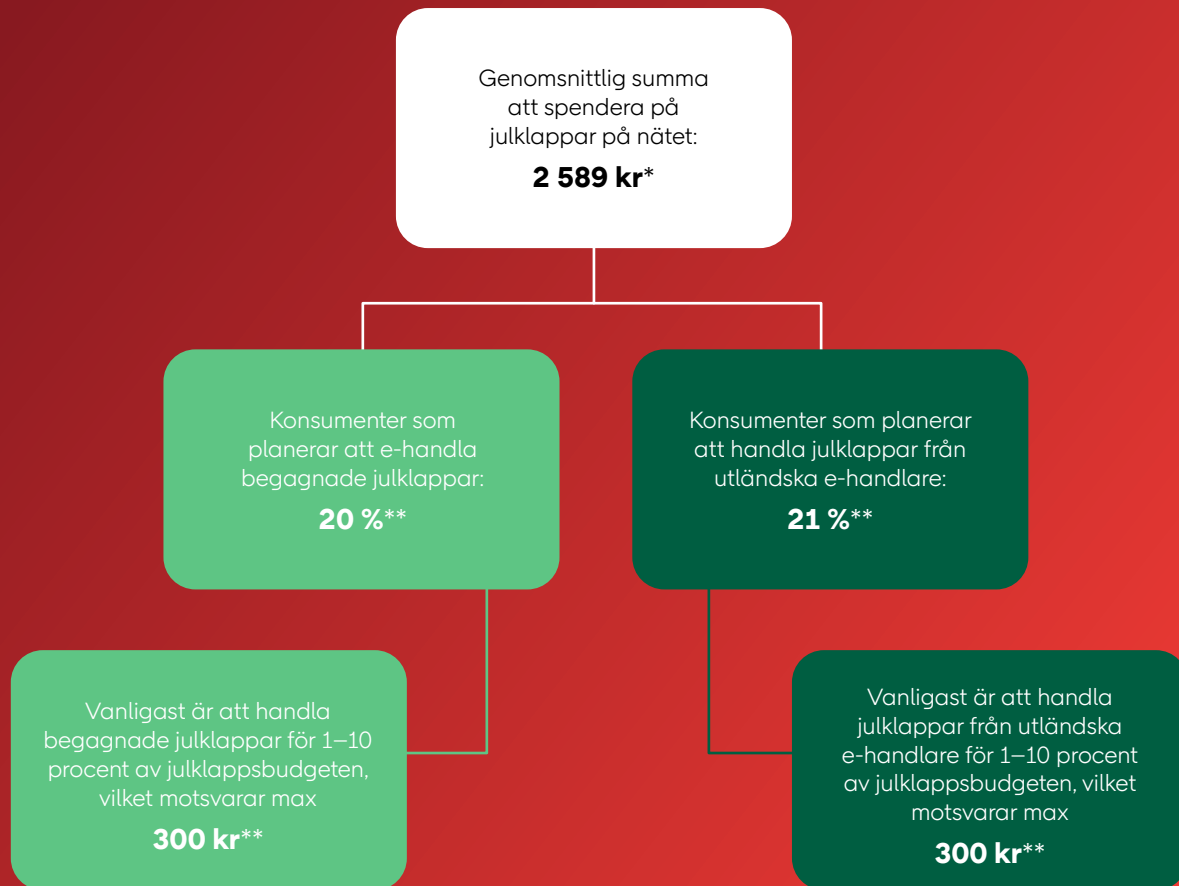 Genomsnittlig summa
att spendera på
julklappar på nätet:
2 589 kr*
Konsumenter som
planerar att e-handla
begagnade julklappar:
20 %**
Konsumenter som planerar
att handla julklappar från
utländska e-handlare:
21 %**
Vanligast är att handla
begagnade julklappar för 1–10
procent av julklappsbudgeten,
vilket motsvarar max
300 kr**
Vanligast är att handla
julklappar från utländska
e-handlare för 1–10 procent
av julklappsbudgeten, vilket
motsvarar max
300 kr**